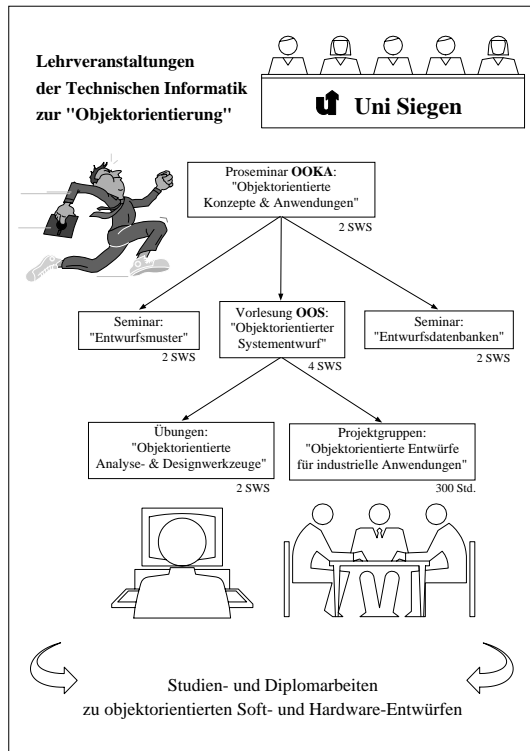 Lehrveranstaltungen
der Technischen Informatik
zur "Objektorientierung"
Uni Siegen
Proseminar OOKA:
"Objektorientierte
Konzepte & Anwendungen"
2 SWS
Seminar:
"Entwurfsmuster"
2 SWS
Vorlesung OOS:
"Objektorientierter
Systementwurf"
4 SWS
Seminar:
"Entwurfsdatenbanken"
2 SWS
Übungen:
"Objektorientierte
Analyse- & Designwerkzeuge"
2 SWS
Projektgruppen:
"Objektorientierte Entwürfe
für industrielle Anwendungen"
300 Std.
Studien- und Diplomarbeiten
zu objektorientierten Soft- und Hardware-Entwürfen